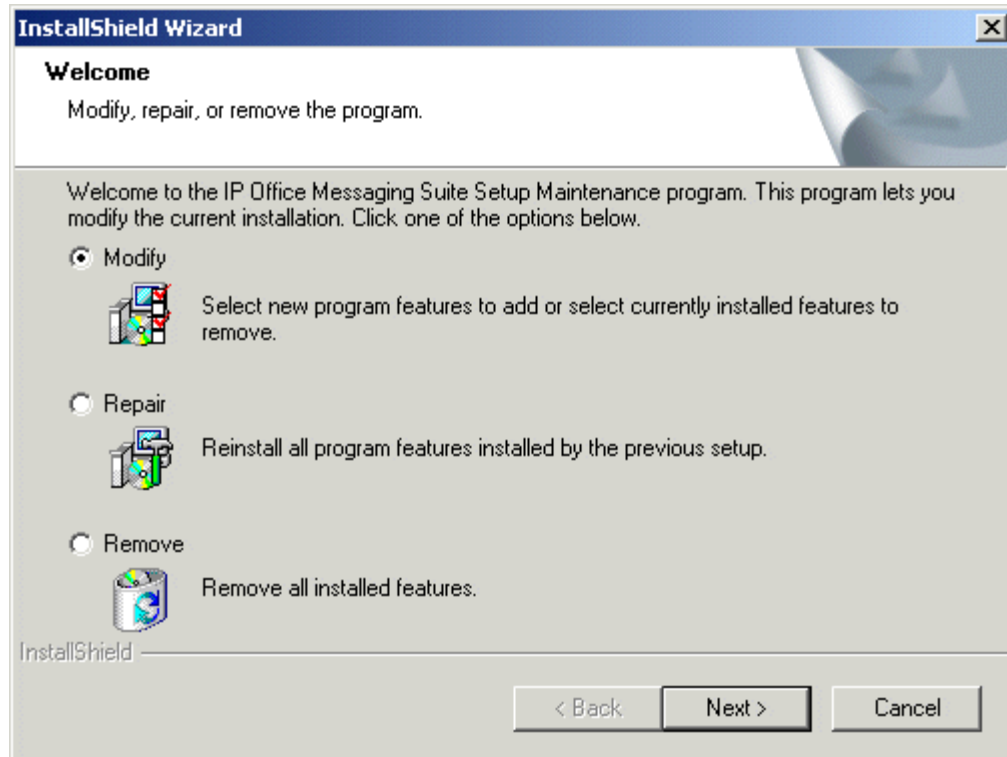 InstallShield Wizard
Welcome
Modify, repair, or remove the program.
Welcome to the IP Office Messaging Suite Setup Maintenance program. This program lets you
modify the current installation. Click one of the options below.
Modify
Select new program features to add or select currently installed features to
remove.
Repair
Reinstall all program features installed by the previous setup.
Remove
Remove all installed features.
InstallShield
< Back Next > Cancel